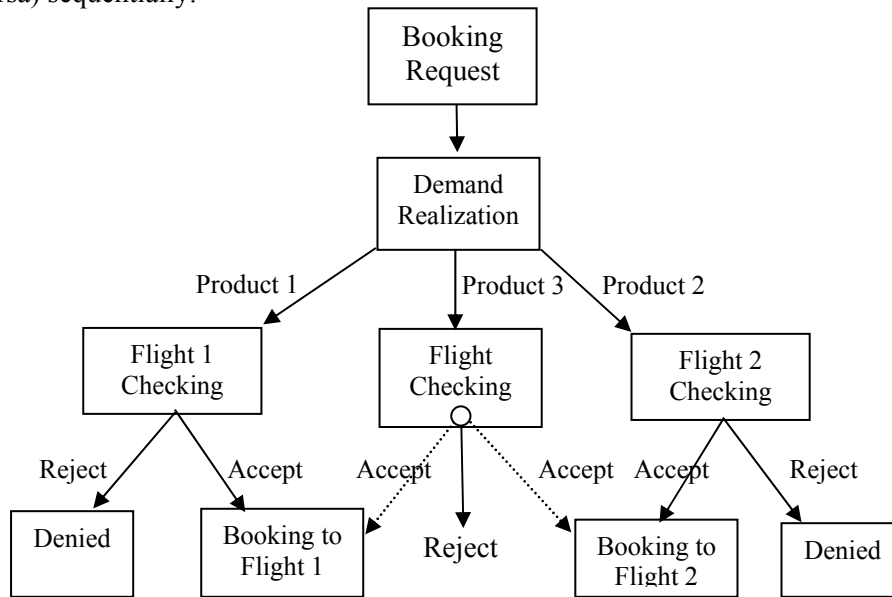 sequentially.
Booking
Request
Demand
Realization
Product 1
Product 3
Product 2
Flight 1
Checking
Flight
Checking
Flight 2
Checking
Reject
Accept
Accept
Accept
Accept
Reject
Denied
Booking to
Flight 1
Reject
Booking to
Flight 2
Denied